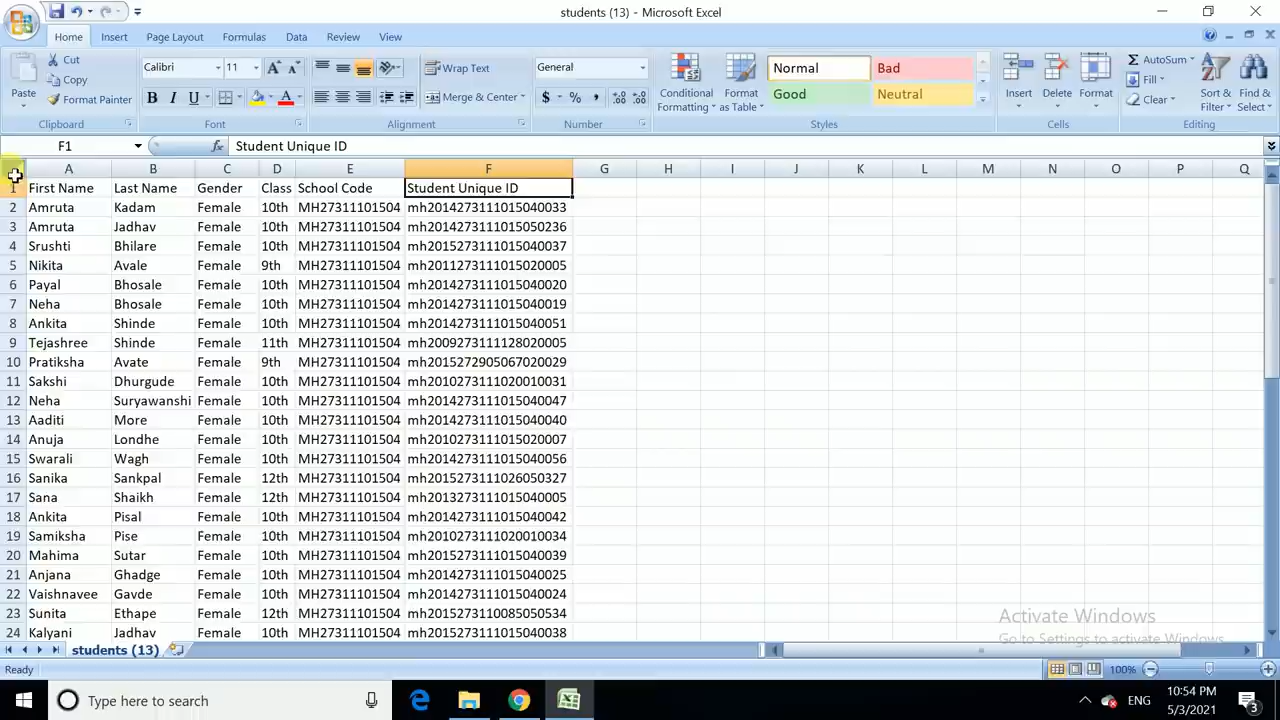 students (13) - Microsoft Excel
Home Insert Page Layout Formulas Data Review View
Paste Cut Copy Format Painter
Calibri 11 A A B I U A
Wrap Text Merge & Center
General $ % ,
Conditional Formatting Format as Table
Normal Bad Good Neutral
Insert Delete Format
AutoSum Fill Clear Sort & Filter Find & Select
Clipboard Font Alignment Number Styles Cells Editing
F1 fx Student Unique ID
A B C D E F G H I J K L M N O P Q
1 First Name Last Name Gender Class School Code Student Unique ID
2 Amruta Kadam Female 10th MH27311101504 mh2014273111015040033
3 Amruta Jadhav Female 10th MH27311101504 mh2014273111015050236
4 Srushti Bhilare Female 10th MH27311101504 mh2015273111015040037
5 Nikita Avale Female 9th MH27311101504 mh2011273111015020005
6 Payal Bhosale Female 10th MH27311101504 mh2014273111015040020
7 Neha Bhosale Female 10th MH27311101504 mh2014273111015040019
8 Ankita Shinde Female 10th MH27311101504 mh2014273111015040051
9 Tejashree Shinde Female 11th MH27311101504 mh2009273111128020005
10 Pratiksha Avate Female 9th MH27311101504 mh2015272905067020029
11 Sakshi Dhurgude Female 10th MH27311101504 mh2010273111020010031
12 Neha Suryawanshi Female 10th MH27311101504 mh2014273111015040047
13 Aaditi More Female 10th MH27311101504 mh2014273111015040040
14 Anuja Londhe Female 10th MH27311101504 mh2010273111015020007
15 Swarali Wagh Female 10th MH27311101504 mh2014273111015040056
16 Sanika Sankpal Female 12th MH27311101504 mh2015273111026050327
17 Sana Shaikh Female 12th MH27311101504 mh2013273111015040005
18 Ankita Pisal Female 10th MH27311101504 mh2014273111015040042
19 Samiksha Pise Female 10th MH27311101504 mh2010273111020010034
20 Mahima Sutar Female 10th MH27311101504 mh2015273111015040039
21 Anjana Ghadge Female 10th MH27311101504 mh2014273111015040025
22 Vaishnavee Gavde Female 10th MH27311101504 mh2014273111015040024
23 Sunita Ethape Female 12th MH27311101504 mh2015273110085050534
24 Kalyani Jadhav Female 10th MH27311101504 mh2015273111015040038
Activate Windows
Go to Settings to activate Windows.
students (13)
Ready 100%
Type here to search
ENG 10:54 PM 5/3/2021 3